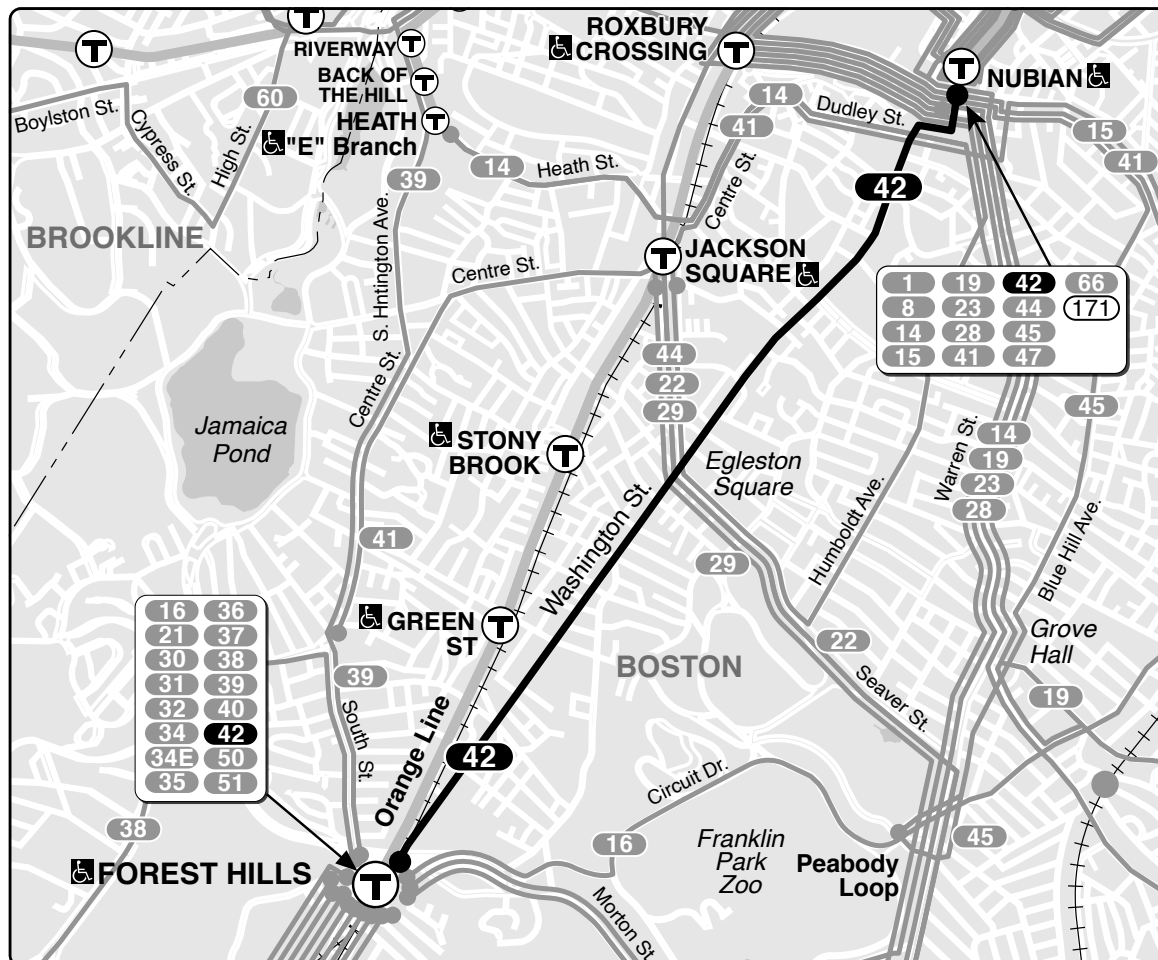 ROXBURY
CROSSING
T
T
T
T
RIVERWAY
T
NUBIAN
BACK OF
THE HILL
T
60
14
Boylston St.
Cypress St.
High St.
HEATH
"E" Branch
T
Dudley St.
41
15
41
39
14
Heath St.
Centre St.
42
BROOKLINE
S. Hntington Ave.
Centre St.
T
JACKSON
SQUARE
1 19 42 66
8 23 44 171
14 28 45
15 41 47
44
22
29
Centre St.
45
Jamaica
Pond
STONY
BROOK
T
Egleston
Square
Warren St.
14
19
23
28
Washington St.
Humboldt Ave.
Blue Hill Ave.
41
29
16 36
21 37
30 38
31 39
32 40
34 42
34E 50
35 51
GREEN
ST
T
BOSTON
22
Grove
Hall
39
Seaver St.
19
South St.
Orange Line
42
Circuit Dr.
38
16
Franklin
Park
Zoo
45
Peabody
Loop
FOREST HILLS
T
Morton St.